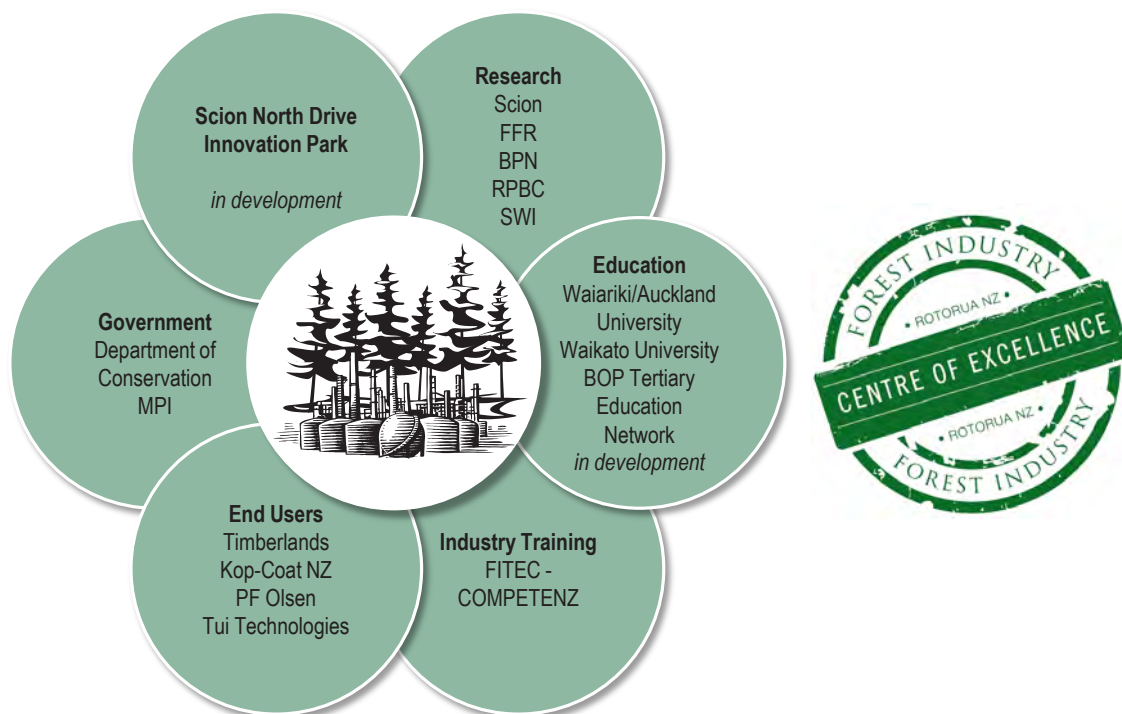 Scion North Drive
Innovation Park
in development
Research
Scion
FFR
BPN
RPBC
SWI
Education
Waiariki/Auckland
University
Waikato University
BOP Tertiary
Education
Network
in development
Industry Training
FITEC -
COMPETENZ
End Users
Timberlands
Kop-Coat NZ
PF Olsen
Tui Technologies
Government
Department of
Conservation
MPI
FOREST INDUSTRY
• ROTORUA NZ •
CENTRE OF EXCELLENCE
• ROTORUA NZ •
FOREST INDUSTRY